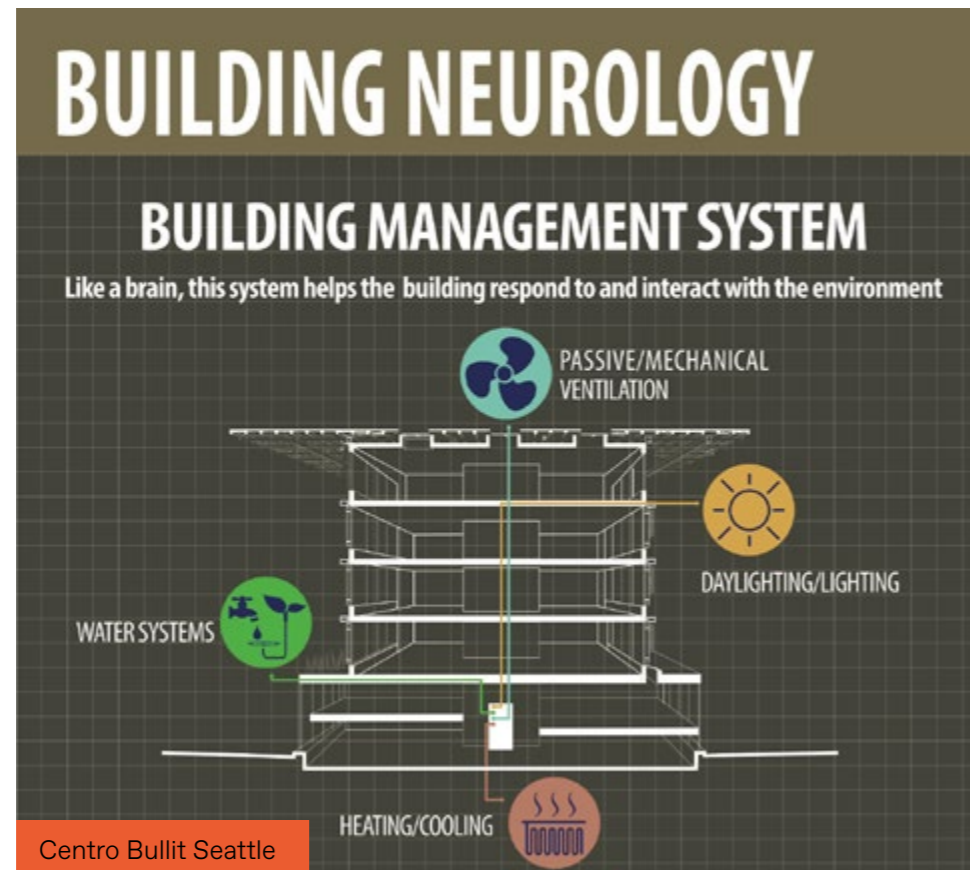 BUILDING NEUROLOGY
BUILDING MANAGEMENT SYSTEM
Like a brain, this system helps the building respond to and interact with the environment
PASSIVE/MECHANICAL
VENTILATION
DAYLIGHTING/LIGHTING
WATER SYSTEMS
HEATING/COOLING
Centro Bullit Seattle